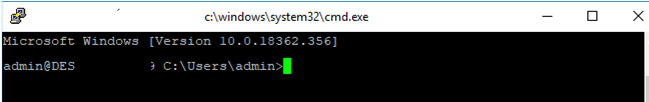 c:\windows\system32\cmd.exe
Microsoft Windows [Version 10.0.18362.356]
admin@DES C:\Users\admin>